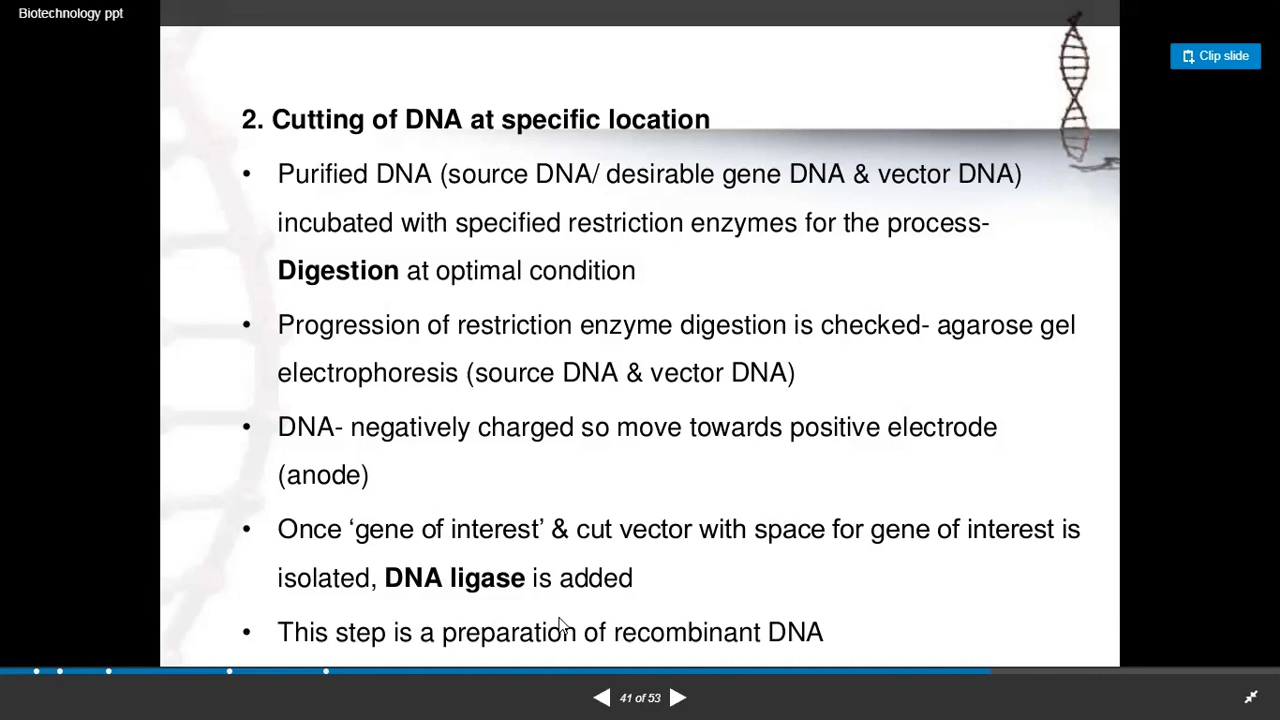 Biotechnology ppt
Clip slide
2. Cutting of DNA at specific location
• Purified DNA (source DNA/ desirable gene DNA & vector DNA)
incubated with specified restriction enzymes for the process-
Digestion at optimal condition
• Progression of restriction enzyme digestion is checked- agarose gel
electrophoresis (source DNA & vector DNA)
• DNA- negatively charged so move towards positive electrode
(anode)
• Once ‘gene of interest’ & cut vector with space for gene of interest is
isolated, DNA ligase is added
• This step is a preparation of recombinant DNA
41 of 53